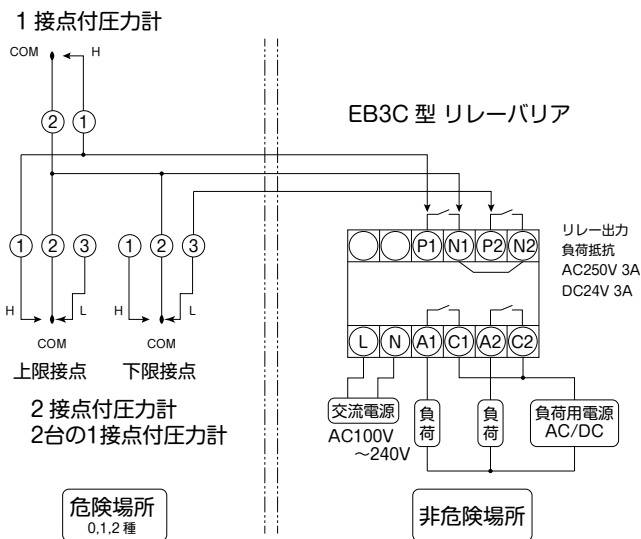 1 接点付圧力計
COM
H
2
1
EB3C 型 リレーバリア
1
2
3
1
2
3
P1
N1
P2
N2
リレー出力
負荷抵抗
AC250V 3A
DC24V 3A
H
L
H
L
COM
COM
上限接点
下限接点
L
N
A1
C1
A2
C2
2 接点付圧力計
2台の1接点付圧力計
交流電源
AC100V
～240V
負荷
負荷
負荷用電源
AC/DC
危険場所
0,1,2 種
非危険場所